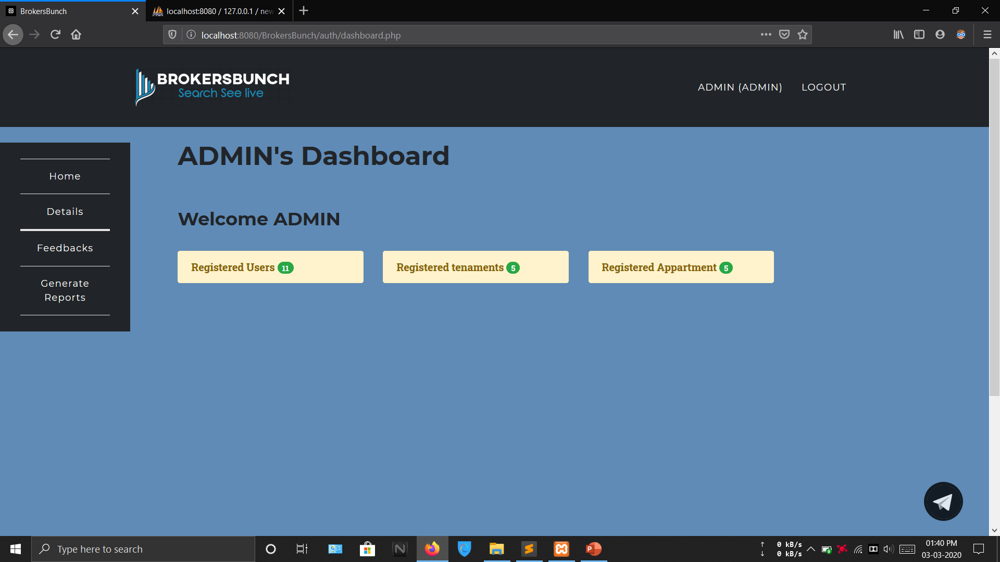 BrokersBunch
localhost:8080 / 127.0.0.1 / new
localhost:8080/BrokersBunch/auth/dashboard.php
BROKERSBUNCH
Search See live
ADMIN (ADMIN)
LOGOUT
Home
Details
Feedbacks
Generate
Reports
ADMIN's Dashboard
Welcome ADMIN
Registered Users 11
Registered tenaments 5
Registered Appartment 5
Type here to search
0 kB/s
0 kB/s
01:40 PM
03-03-2020